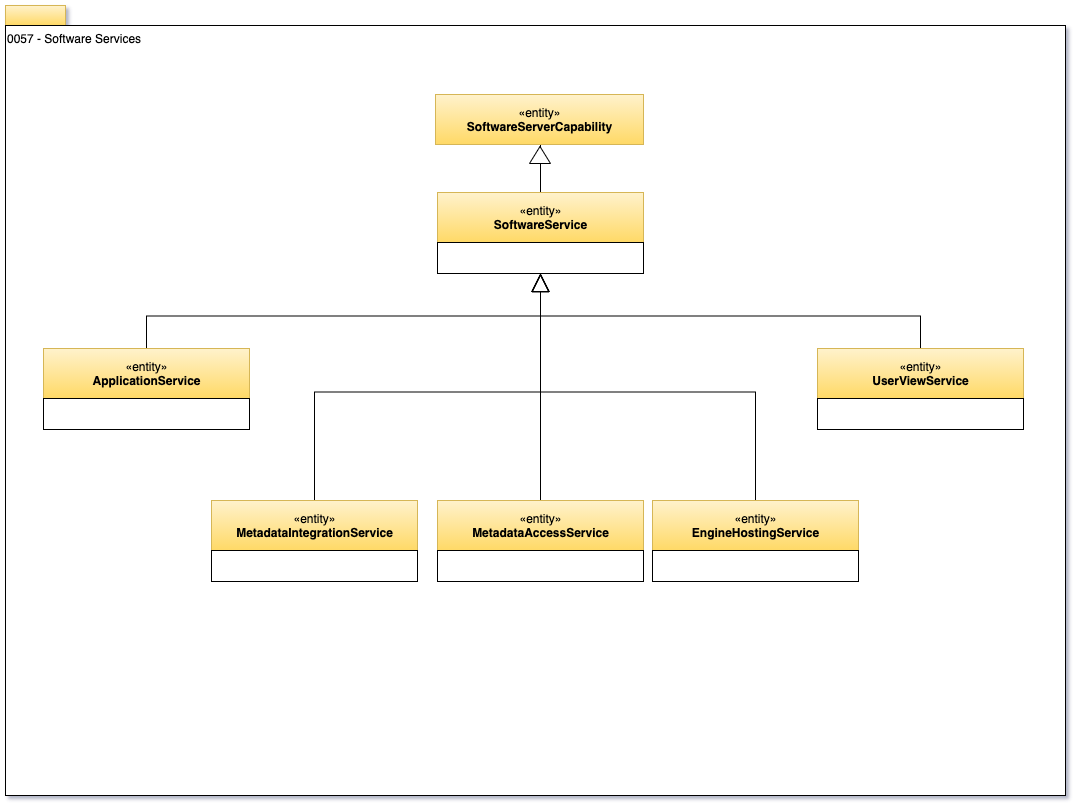 0057 - Software Services
«entity»
SoftwareServerCapability
«entity»
SoftwareService
«entity»
ApplicationService
«entity»
UserViewService
«entity»
MetadataIntegrationService
«entity»
MetadataAccessService
«entity»
EngineHostingService